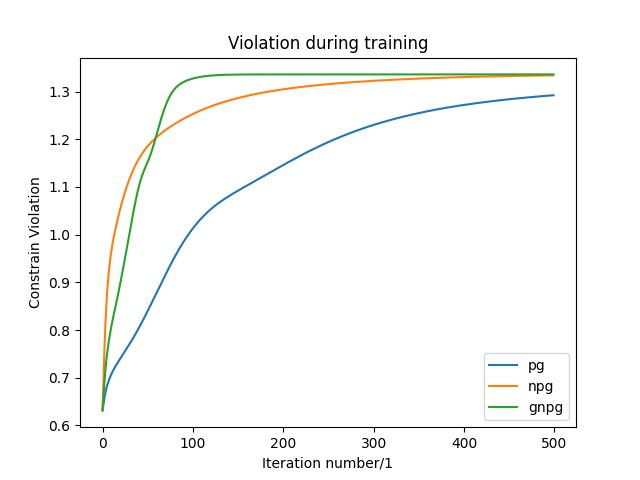 Violation during training
Constrain Violation
1.3
1.2
1.1
1.0
0.9
0.8
0.7
0.6
0 100 200 300 400 500
Iteration number/1
pg
npg
gnpg